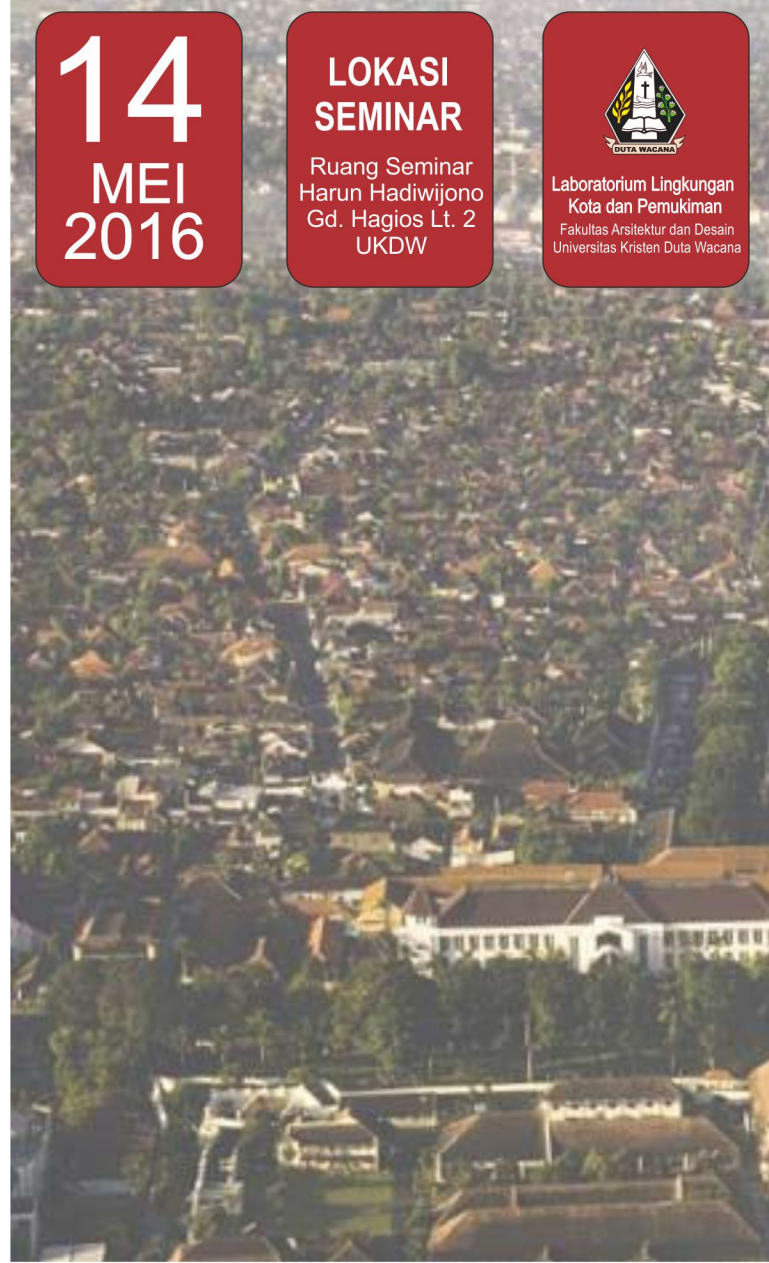 14
MEI
2016
LOKASI
SEMINAR
Ruang Seminar
Harun Hadiwijono
Gd. Hagios Lt. 2
UKDW
DUTA WACANA
Laboratorium Lingkungan
Kota dan Pemukiman
Fakultas Arsitektur dan Desain
Universitas Kristen Duta Wacana